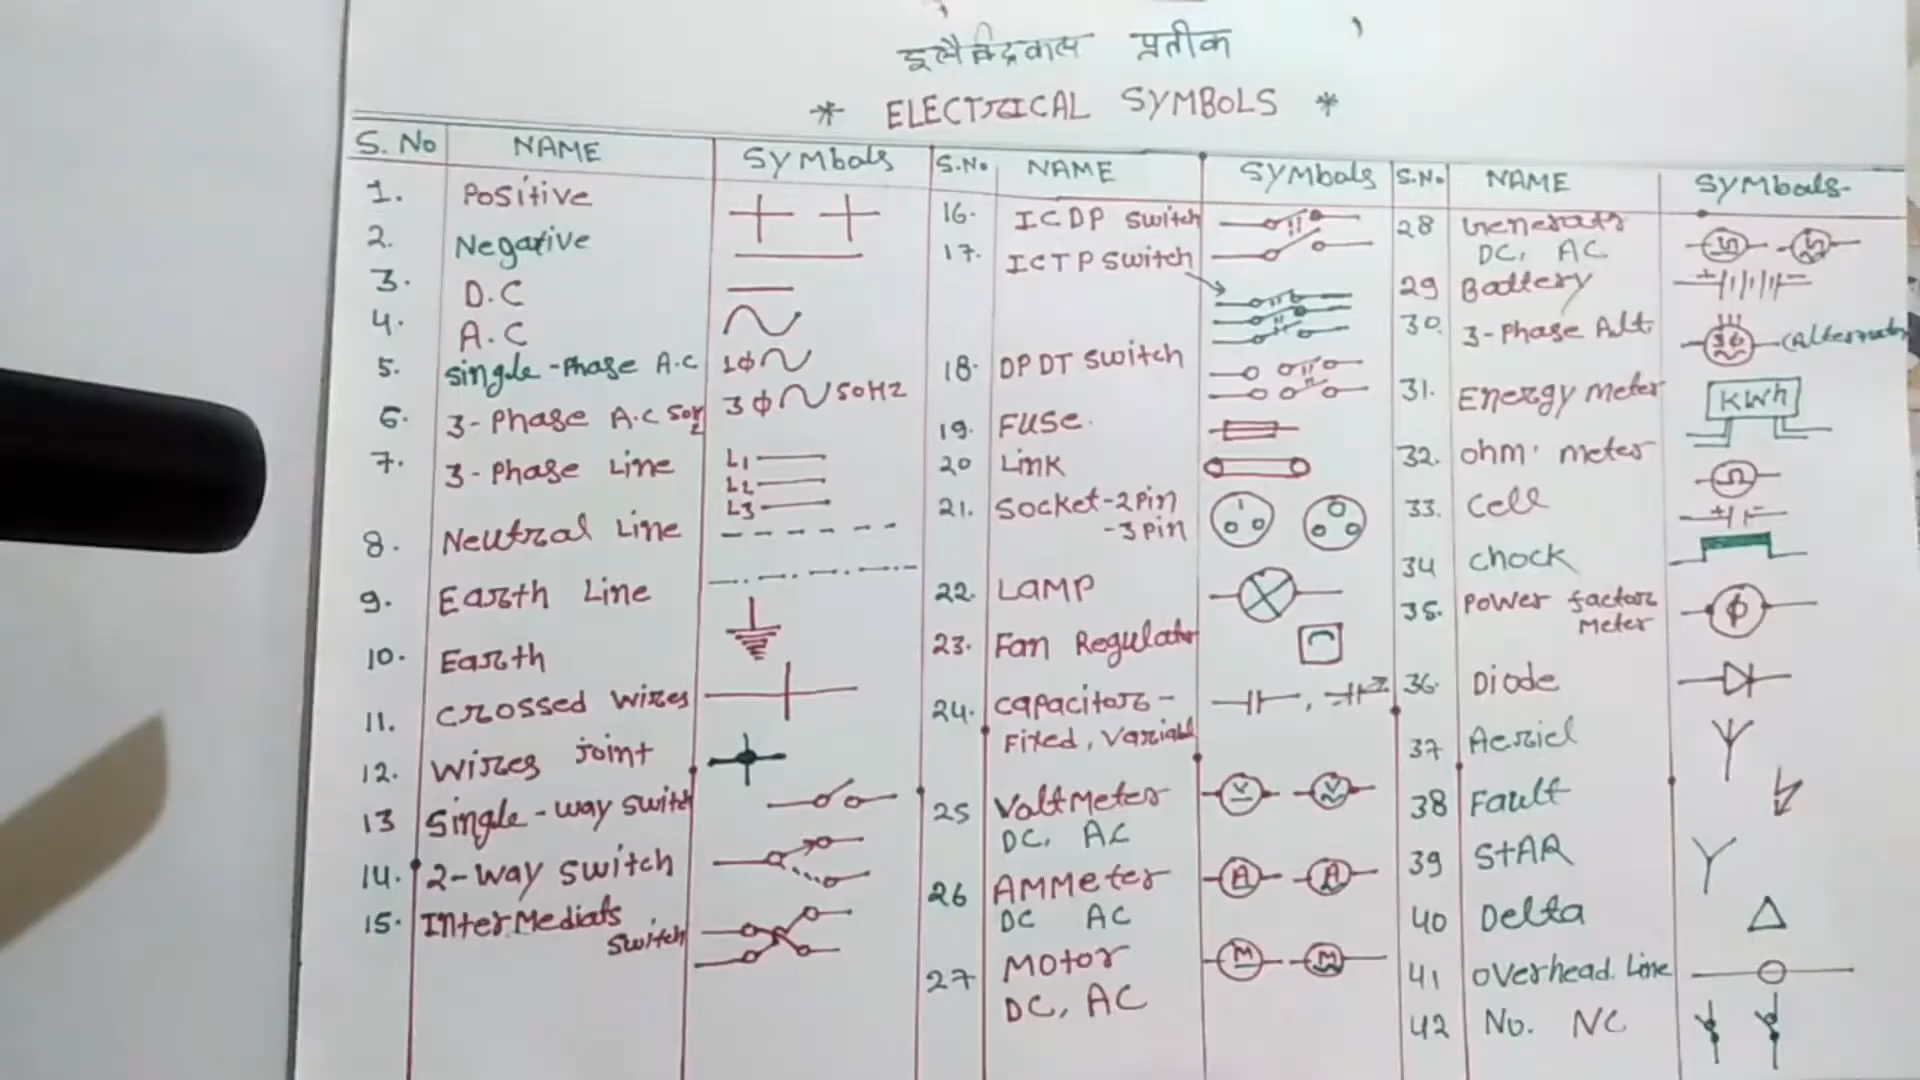 इलैक्ट्रिकल प्रतीक
* ELECTRICAL SYMBOLS *
S. No NAME SYMbols
1. Positive
2. Negative
3. D.C
4. A.C
5. Single-Phase A.C 1ϕ
6. 3-Phase A.C 50Hz 3ϕ 50HZ
7. 3-Phase Line L1 L2 L3
8. Neutral Line
9. Earth Line
10. Earth
11. Crossed wires
12. Wires joint
13 Single-way switch
14. 2-way switch
15. InterMediats
switch
S.No NAME SYMbols
16. ICDP switch
17. ICTP switch
18. DPDT switch
19. FUSE.
20 Link
21. Socket-2pin
-3pin
22. LAMP
23. Fan Regulator
24. Capacitors-
Fixed, Variabl
25 VoltMeter V V
DC, AC
26 AMMeter A A
DC AC
27 Motor M M
DC, AC
S.No NAME SYMbols-
28 Generats
DC, AC
29 Battery + -
30. 3-Phase Alt. 3ϕ (Alternator
31. Energy meter KWh
32. ohm. meter Ω
33. Cell + -
34 chock
35. Power factor ϕ
Meter
36. Diode
37 Aeriel
38 Fault
39 StAR
40 Delta
41 Overhead. Line
42 No. NC